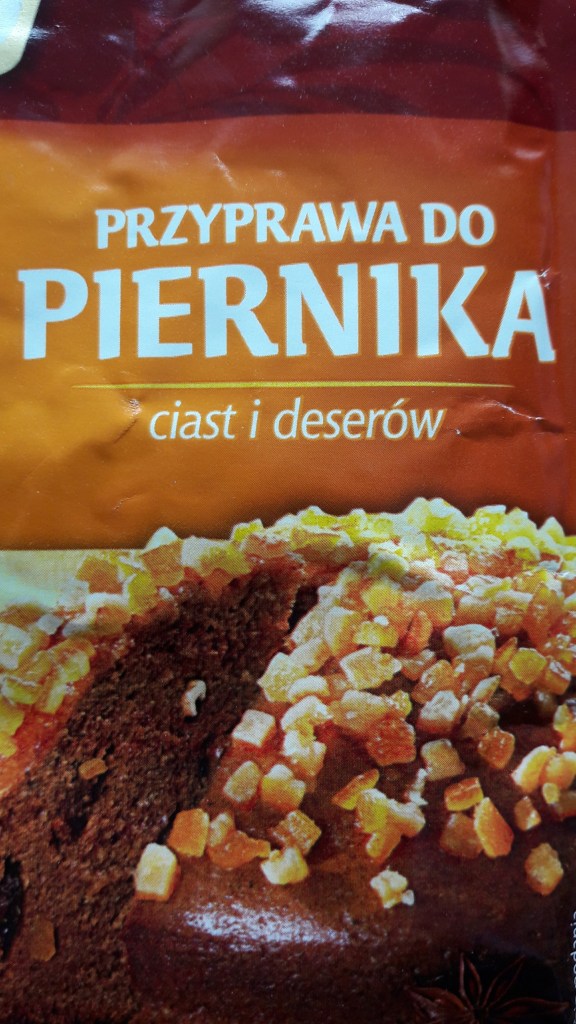 PRZYPRAWA DO
PIERNIKA
ciast i deserów